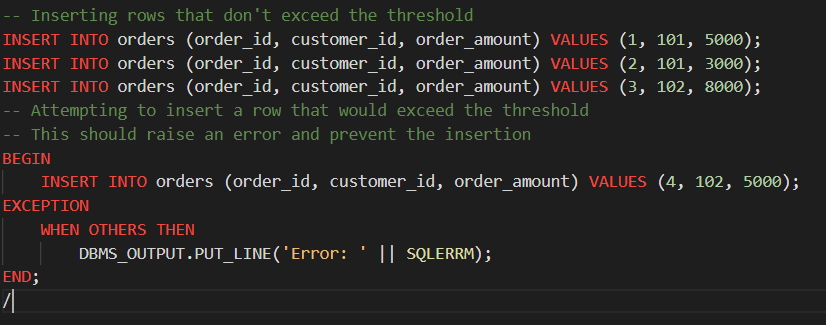 -- Inserting rows that don't exceed the threshold
INSERT INTO orders (order_id, customer_id, order_amount) VALUES (1, 101, 5000);
INSERT INTO orders (order_id, customer_id, order_amount) VALUES (2, 101, 3000);
INSERT INTO orders (order_id, customer_id, order_amount) VALUES (3, 102, 8000);
-- Attempting to insert a row that would exceed the threshold
-- This should raise an error and prevent the insertion
BEGIN
    INSERT INTO orders (order_id, customer_id, order_amount) VALUES (4, 102, 5000);
EXCEPTION
    WHEN OTHERS THEN
        DBMS_OUTPUT.PUT_LINE('Error: ' || SQLERRM);
END;
/